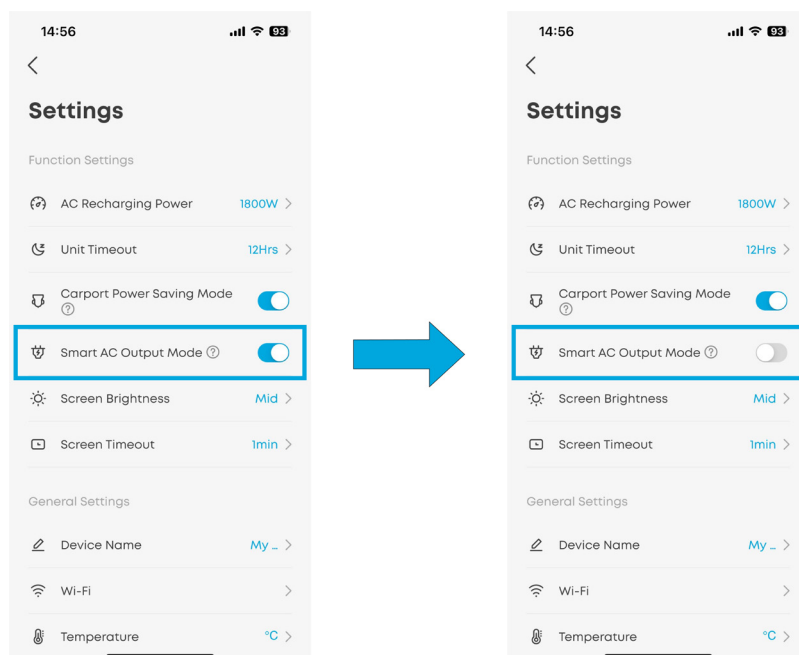 14:56 93
Settings
Function Settings
AC Recharging Power 1800W
Unit Timeout 12Hrs
Carport Power Saving Mode
?
Smart AC Output Mode ?
Screen Brightness Mid
Screen Timeout 1min
General Settings
Device Name My ...
Wi-Fi
Temperature °C
14:56 93
Settings
Function Settings
AC Recharging Power 1800W
Unit Timeout 12Hrs
Carport Power Saving Mode
?
Smart AC Output Mode ?
Screen Brightness Mid
Screen Timeout 1min
General Settings
Device Name My ...
Wi-Fi
Temperature °C